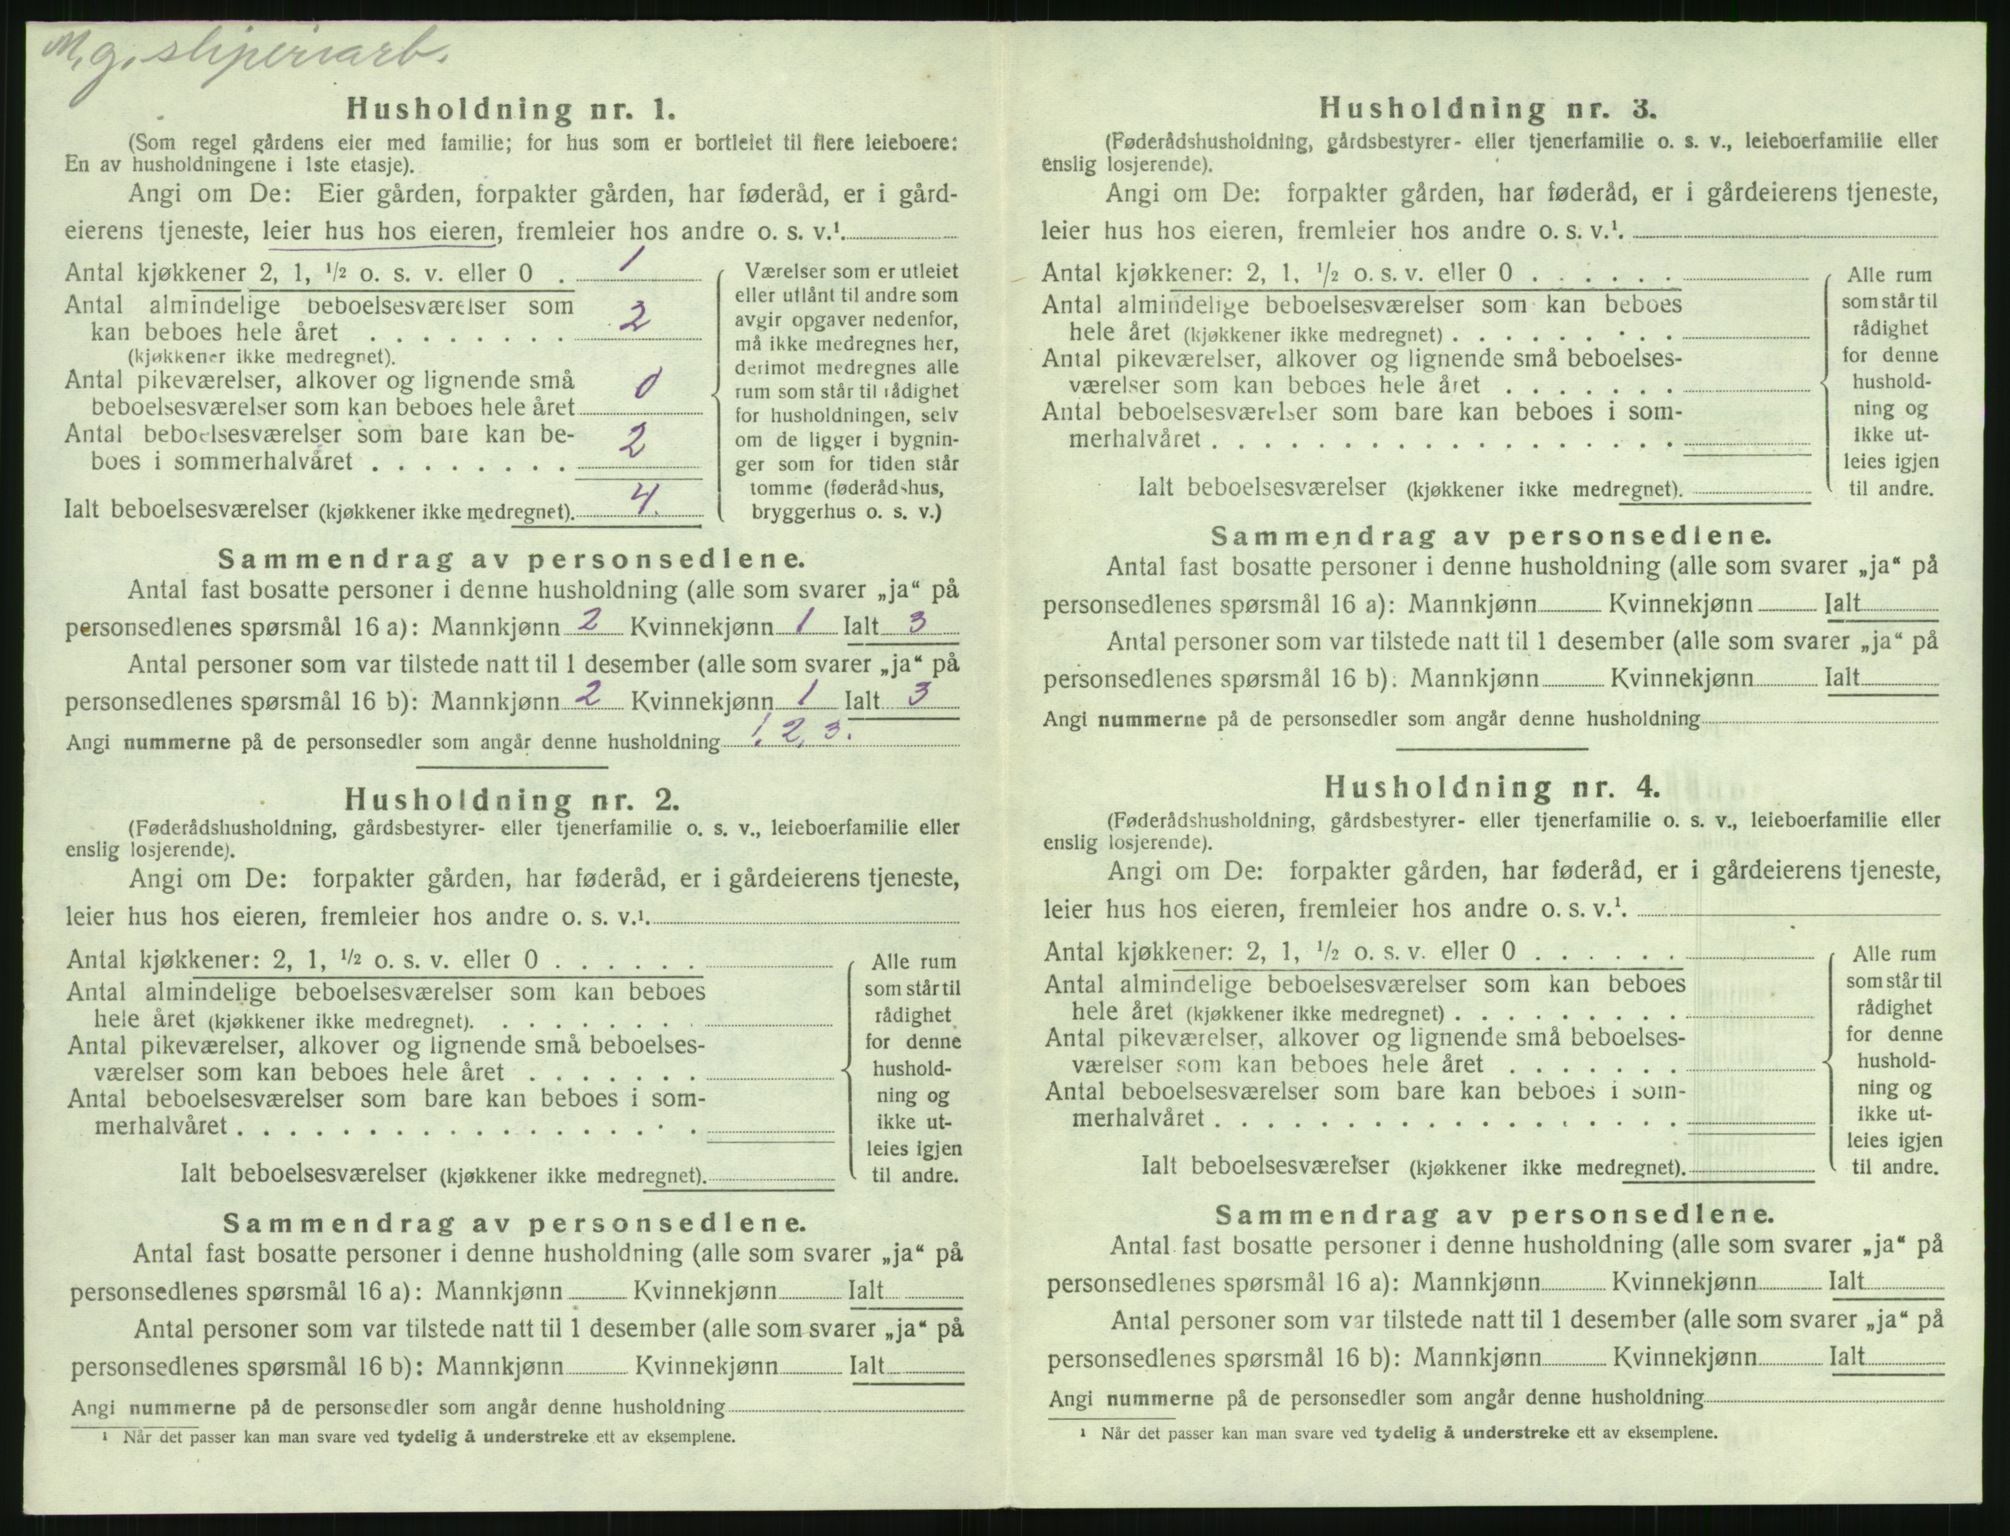 M.g. sliperiarb.
Husholdning nr. 1.
(Som regel gårdens eier med familie; for hus som er bortleiet til flere leieboere:
En av husholdningene i 1ste etasje).
Angi om De: Eier gården, forpakter gården, har føderåd, er i gård-
eierens tjeneste, leier hus hos eieren, fremleier hos andre o. s. v.¹
Antal kjøkkener 2, 1, ½ o. s. v. eller 0 . 1
Antal almindelige beboelsesværelser som
kan beboes hele året . . . . . . . . 2
(kjøkkener ikke medregnet).
Antal pikeværelser, alkover og lignende små
beboelsesværelser som kan beboes hele året 0
Antal beboelsesværelser som bare kan be-
boes i sommerhalvåret . . . . . . . 2
Ialt beboelsesværelser (kjøkkener ikke medregnet). 4.
Værelser som er utleiet
eller utlånt til andre som
avgir opgaver nedenfor,
må ikke medregnes her,
derimot medregnes alle
rum som står til rådighet
for husholdningen, selv
om de ligger i bygnin-
ger som for tiden står
tomme (føderådshus,
bryggerhus o. s. v.)
Sammendrag av personsedlene.
Antal fast bosatte personer i denne husholdning (alle som svarer „ja“ på
personsedlenes spørsmål 16 a): Mannkjønn 2 Kvinnekjønn 1 Ialt 3
Antal personer som var tilstede natt til 1 desember (alle som svarer „ja“ på
personsedlenes spørsmål 16 b): Mannkjønn 2 Kvinnekjønn 1 Ialt 3
Angi nummerne på de personsedler som angår denne husholdning 1, 2, 3.
Husholdning nr. 2.
(Føderådshusholdning, gårdsbestyrer- eller tjenerfamilie o. s. v., leieboerfamilie eller
enslig losjerende).
Angi om De: forpakter gården, har føderåd, er i gårdeierens tjeneste,
leier hus hos eieren, fremleier hos andre o. s. v.¹
Antal kjøkkener: 2, 1, ½ o. s. v. eller 0 . . . . . .
Antal almindelige beboelsesværelser som kan beboes
hele året (kjøkkener ikke medregnet). . . . . . . . .
Antal pikeværelser, alkover og lignende små beboelses-
værelser som kan beboes hele året . . . . . . .
Antal beboelsesværelser som bare kan beboes i som-
merhalvåret . . . . . . . . . . . . . . . . .
Ialt beboelsesværelser (kjøkkener ikke medregnet).
Alle rum
som står til
rådighet
for denne
hushold-
ning og
ikke ut-
leies igjen
til andre.
Sammendrag av personsedlene.
Antal fast bosatte personer i denne husholdning (alle som svarer „ja“ på
personsedlenes spørsmål 16 a): Mannkjønn Kvinnekjønn Ialt
Antal personer som var tilstede natt til 1 desember (alle som svarer „ja“ på
personsedlenes spørsmål 16 b): Mannkjønn Kvinnekjønn Ialt
Angi nummerne på de personsedler som angår denne husholdning
¹ Når det passer kan man svare ved tydelig å understreke ett av eksemplene.
Husholdning nr. 3.
(Føderådshusholdning, gårdsbestyrer- eller tjenerfamilie o. s. v., leieboerfamilie eller
enslig losjerende).
Angi om De: forpakter gården, har føderåd, er i gårdeierens tjeneste,
leier hus hos eieren, fremleier hos andre o. s. v.¹
Antal kjøkkener: 2, 1, ½ o. s. v. eller 0 . . . . . .
Antal almindelige beboelsesværelser som kan beboes
hele året (kjøkkener ikke medregnet) . . . . . . . . .
Antal pikeværelser, alkover og lignende små beboelses-
værelser som kan beboes hele året . . . . . . .
Antal beboelsesværelser som bare kan beboes i som-
merhalvåret . . . . . . . . . . . . . . . . .
Ialt beboelsesværelser (kjøkkener ikke medregnet).
Alle rum
som står til
rådighet
for denne
hushold-
ning og
ikke ut-
leies igjen
til andre.
Sammendrag av personsedlene.
Antal fast bosatte personer i denne husholdning (alle som svarer „ja“ på
personsedlenes spørsmål 16 a): Mannkjønn Kvinnekjønn Ialt
Antal personer som var tilstede natt til 1 desember (alle som svarer „ja“ på
personsedlenes spørsmål 16 b): Mannkjønn Kvinnekjønn Ialt
Angi nummerne på de personsedler som angår denne husholdning
Husholdning nr. 4.
(Føderådshusholdning, gårdsbestyrer- eller tjenerfamilie o. s. v., leieboerfamilie eller
enslig losjerende).
Angi om De: forpakter gården, har føderåd, er i gårdeierens tjeneste,
leier hus hos eieren, fremleier hos andre o. s. v.¹
Antal kjøkkener: 2, 1, ½ o. s. v. eller 0 . . . . . .
Antal almindelige beboelsesværelser som kan beboes
hele året (kjøkkener ikke medregnet) . . . . . . . . .
Antal pikeværelser, alkover og lignende små beboelses-
værelser som kan beboes hele året . . . . . . .
Antal beboelsesværelser som bare kan beboes i som-
merhalvåret . . . . . . . . . . . . . . . . .
Ialt beboelsesværelser (kjøkkener ikke medregnet).
Alle rum
som står til
rådighet
for denne
hushold-
ning og
ikke ut-
leies igjen
til andre.
Sammendrag av personsedlene.
Antal fast bosatte personer i denne husholdning (alle som svarer „ja“ på
personsedlenes spørsmål 16 a): Mannkjønn Kvinnekjønn Ialt
Antal personer som var tilstede natt til 1 desember (alle som svarer „ja“ på
personsedlenes spørsmål 16 b): Mannkjønn Kvinnekjønn Ialt
Angi nummerne på de personsedler som angår denne husholdning
¹ Når det passer kan man svare ved tydelig å understreke ett av eksemplene.